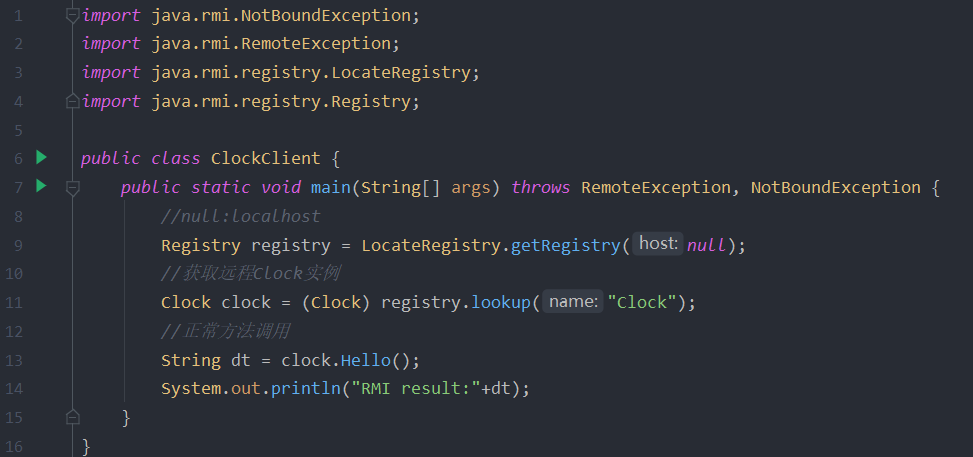 1 import java.rmi.NotBoundException;
2 import java.rmi.RemoteException;
3 import java.rmi.registry.LocateRegistry;
4 import java.rmi.registry.Registry;
5
6 public class ClockClient {
7 public static void main(String[] args) throws RemoteException, NotBoundException {
8 //null:localhost
9 Registry registry = LocateRegistry.getRegistry( host: null);
10 //获取远程Clock实例
11 Clock clock = (Clock) registry.lookup( name: "Clock");
12 //正常方法调用
13 String dt = clock.Hello();
14 System.out.println("RMI result:"+dt);
15 }
16 }